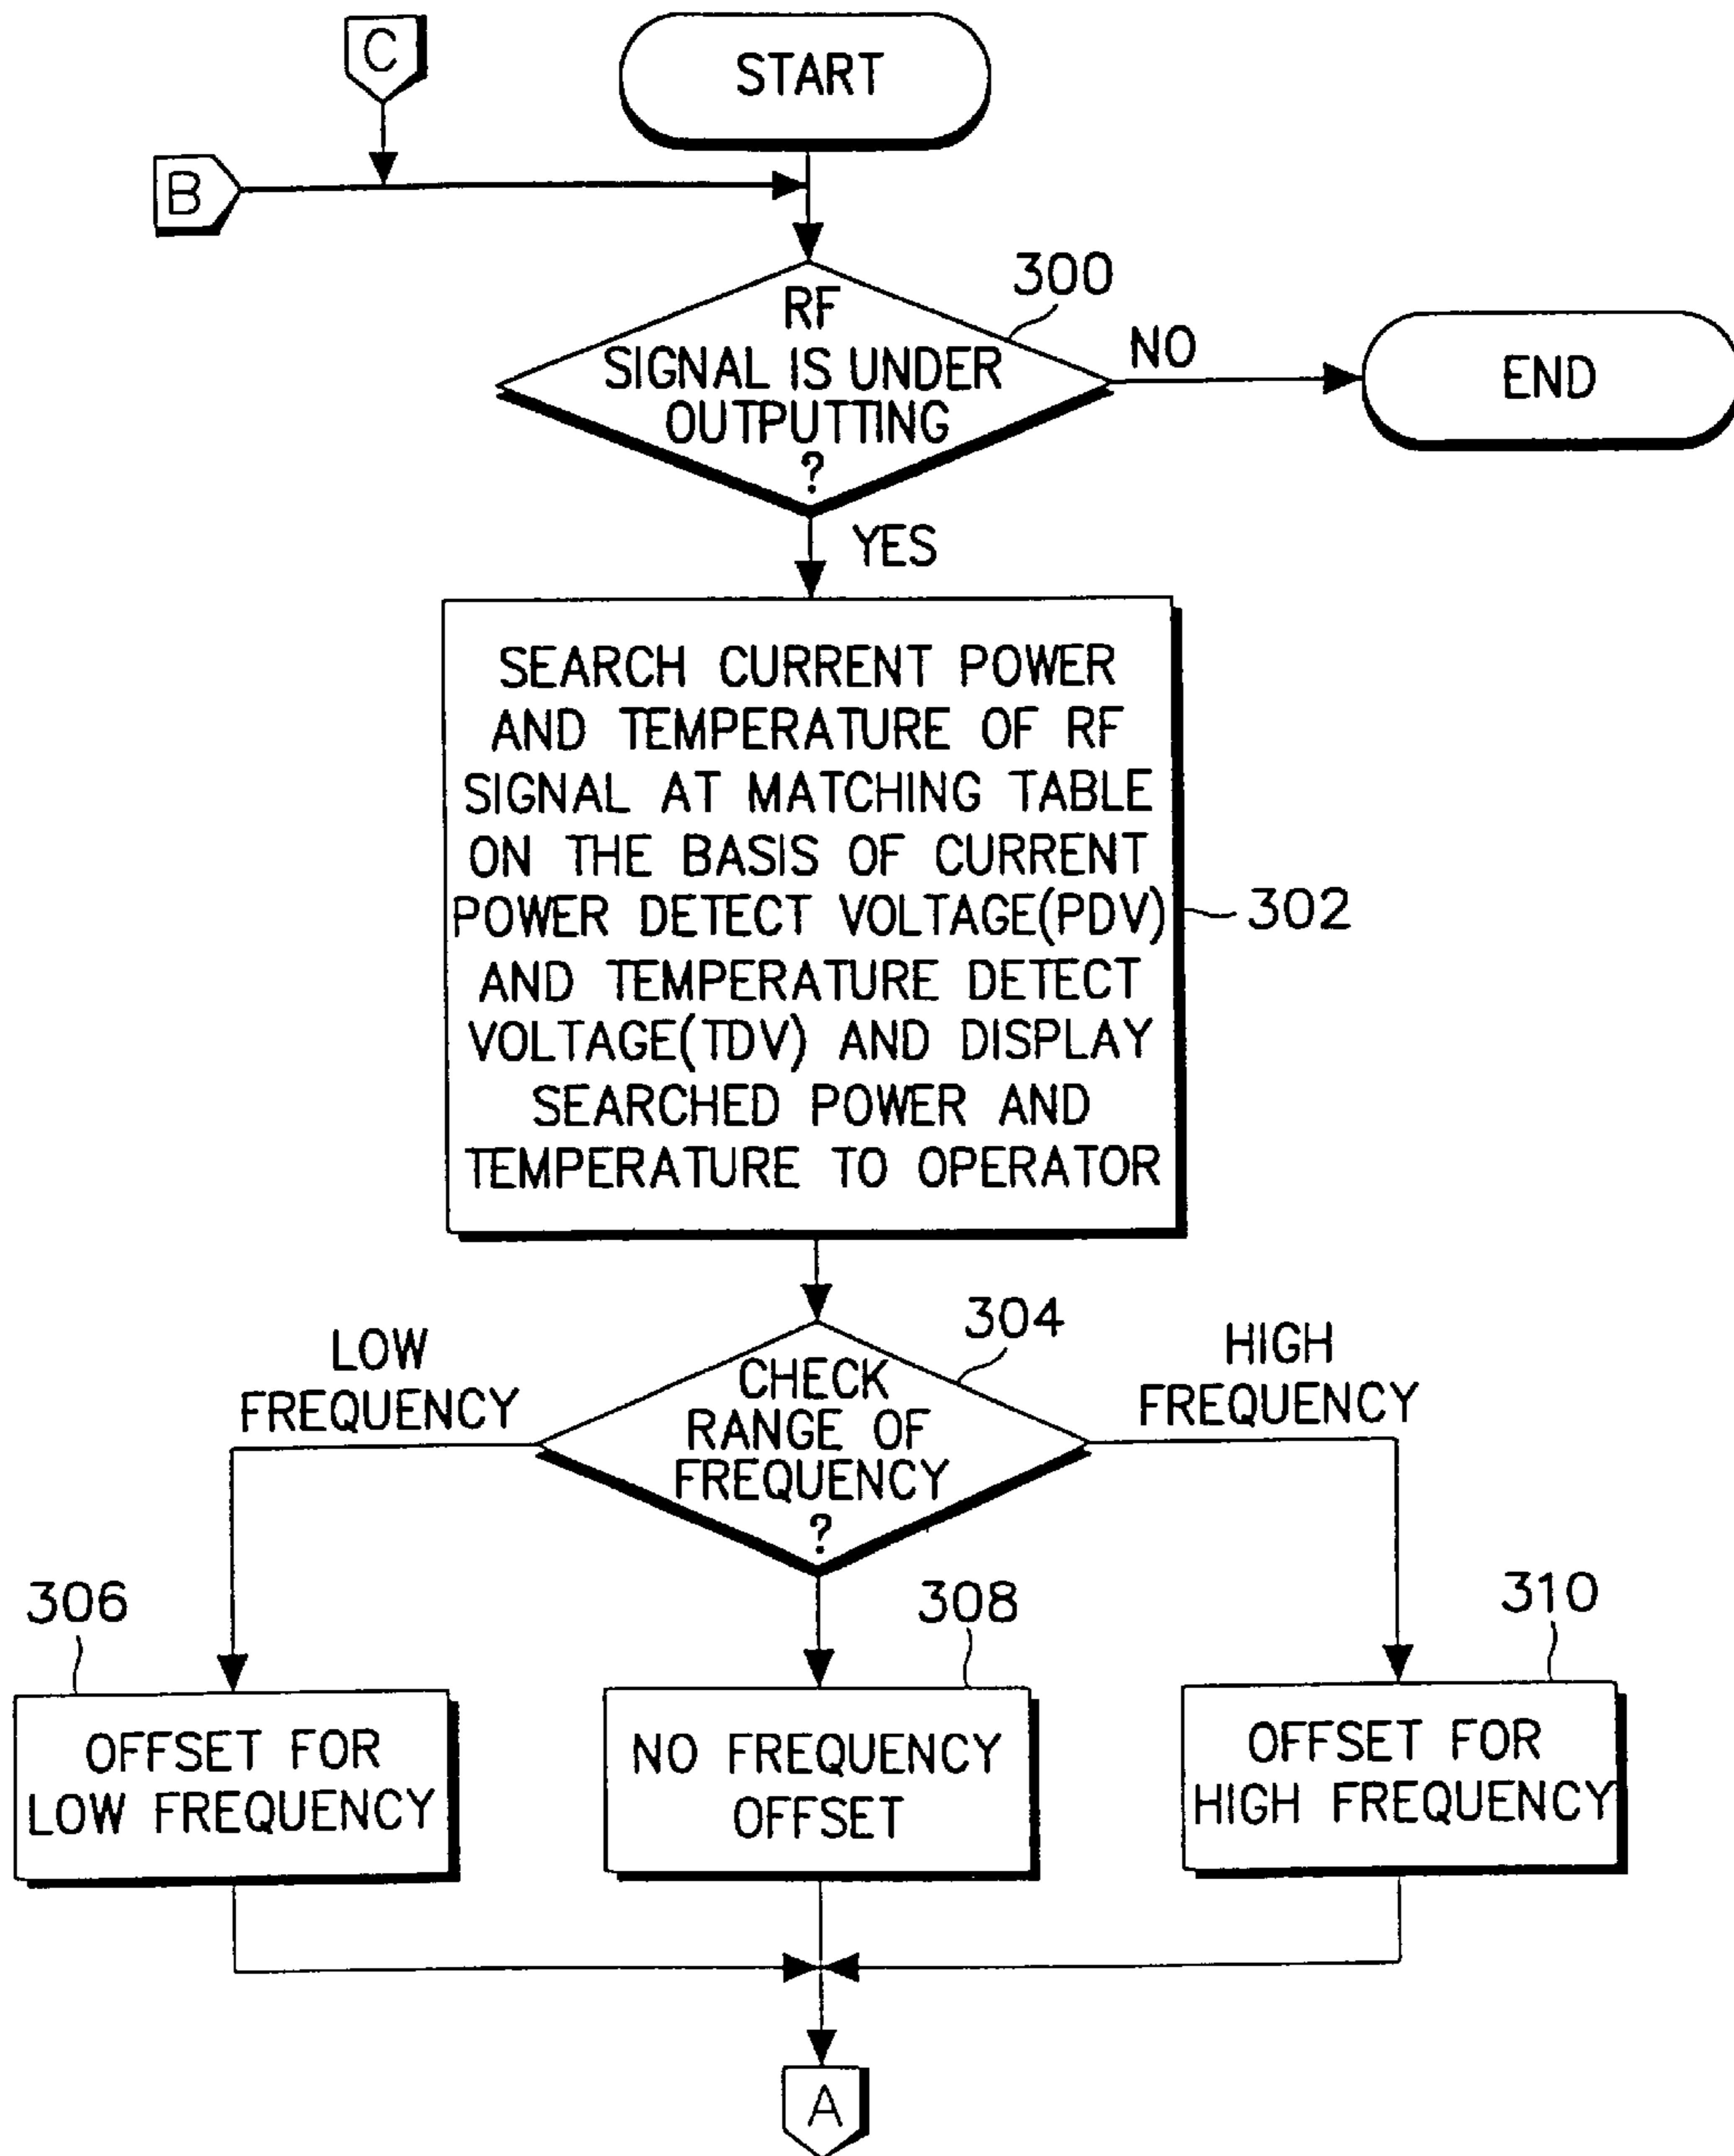 C
START
B
300
RF
SIGNAL IS UNDER
OUTPUTTING
?
NO
END
YES
SEARCH CURRENT POWER
AND TEMPERATURE OF RF
SIGNAL AT MATCHING TABLE
ON THE BASIS OF CURRENT
POWER DETECT VOLTAGE(PDV)
AND TEMPERATURE DETECT
VOLTAGE(TDV) AND DISPLAY
SEARCHED POWER AND
TEMPERATURE TO OPERATOR
302
304
LOW
FREQUENCY
CHECK
RANGE OF
FREQUENCY
?
HIGH
FREQUENCY
306
308
310
OFFSET FOR
LOW FREQUENCY
NO FREQUENCY
OFFSET
OFFSET FOR
HIGH FREQUENCY
A